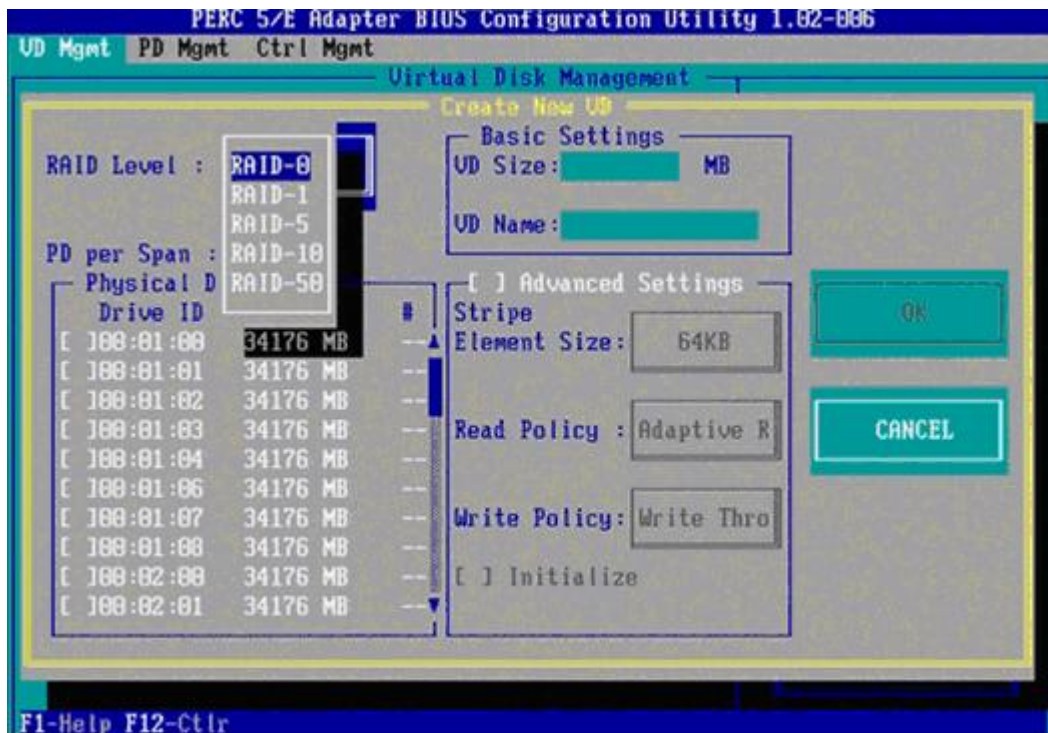 PERC 5/E Adapter BIOS Configuration Utility 1.02-006
VD Mgmt PD Mgmt Ctrl Mgmt
Virtual Disk Management
Create New VD
RAID Level :
RAID-0
RAID-1
RAID-5
RAID-10
RAID-50
PD per Span :
Physical D
Drive ID #
[ ]00:01:00 34176 MB --
[ ]00:01:01 34176 MB --
[ ]00:01:02 34176 MB --
[ ]00:01:03 34176 MB --
[ ]00:01:04 34176 MB --
[ ]00:01:06 34176 MB --
[ ]00:01:07 34176 MB --
[ ]00:01:08 34176 MB --
[ ]00:02:00 34176 MB --
[ ]00:02:01 34176 MB --
Basic Settings
VD Size: MB
VD Name:
[ ] Advanced Settings
Stripe
Element Size: 64KB
Read Policy : Adaptive R
Write Policy: Write Thro
[ ] Initialize
OK
CANCEL
F1-Help F12-Ctlr